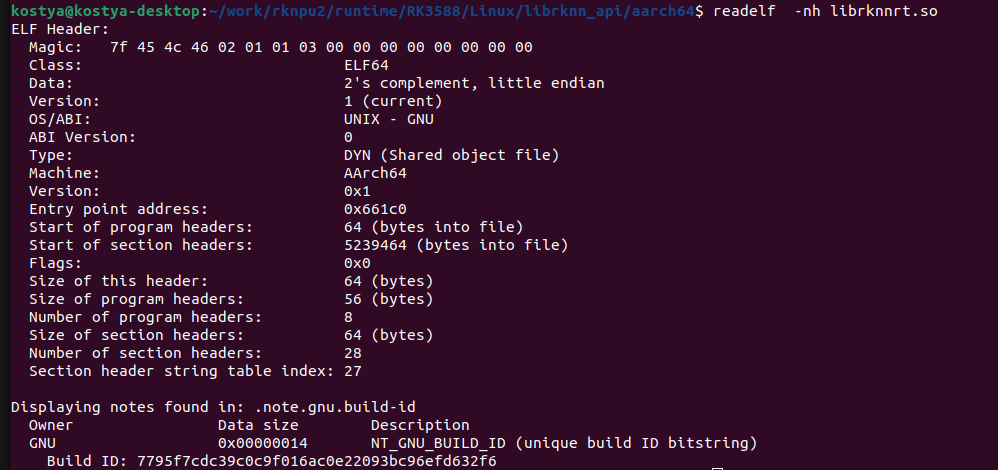 kostya@kostya-desktop:~/work/rknpu2/runtime/RK3588/Linux/librknn_api/aarch64$ readelf  -nh librknnrt.so
ELF Header:
  Magic:   7f 45 4c 46 02 01 01 03 00 00 00 00 00 00 00 00
  Class:                             ELF64
  Data:                              2's complement, little endian
  Version:                           1 (current)
  OS/ABI:                            UNIX - GNU
  ABI Version:                       0
  Type:                              DYN (Shared object file)
  Machine:                           AArch64
  Version:                           0x1
  Entry point address:               0x661c0
  Start of program headers:          64 (bytes into file)
  Start of section headers:          5239464 (bytes into file)
  Flags:                             0x0
  Size of this header:               64 (bytes)
  Size of program headers:           56 (bytes)
  Number of program headers:         8
  Size of section headers:           64 (bytes)
  Number of section headers:         28
  Section header string table index: 27

Displaying notes found in: .note.gnu.build-id
  Owner                Data size        Description
  GNU                  0x00000014       NT_GNU_BUILD_ID (unique build ID bitstring)
    Build ID: 7795f7cdc39c0c9f016ac0e22093bc96efd632f6